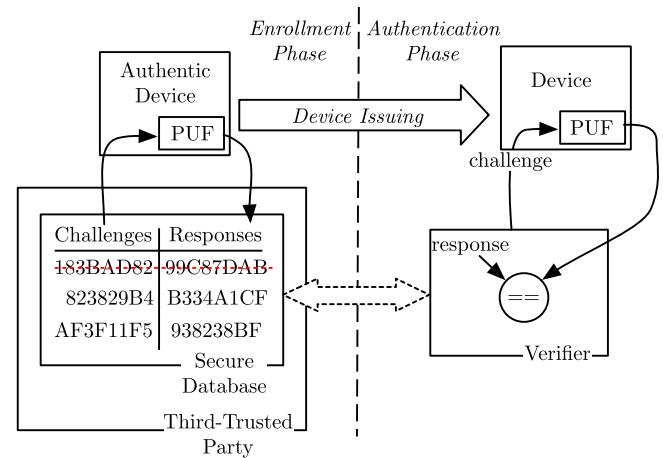 Enrollment
Phase
Authentication
Phase
Authentic
Device
PUF
Device Issuing
Device
PUF
challenge
Challenges Responses
183BAD82 99C87DAB
823829B4 B334A1CF
AF3F11F5 938238BF
Secure
Database
Third-Trusted
Party
response
==
Verifier